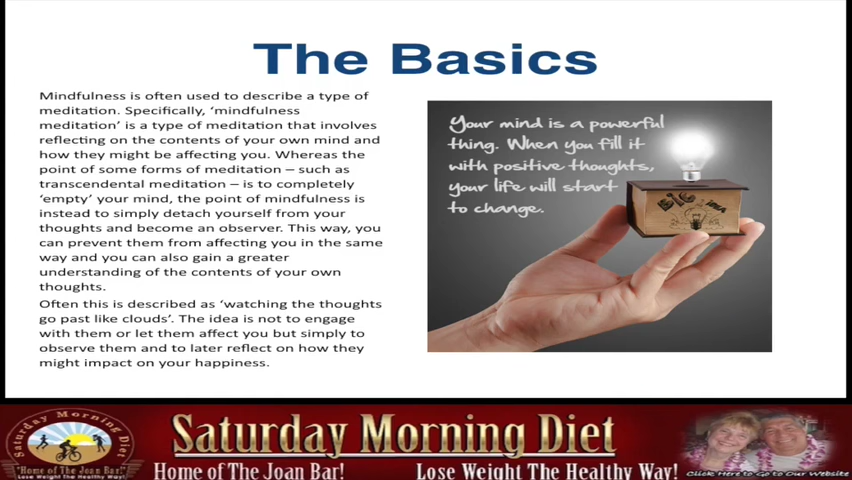 The Basics
Mindfulness is often used to describe a type of
meditation. Specifically, ‘mindfulness
meditation’ is a type of meditation that involves
reflecting on the contents of your own mind and
how they might be affecting you. Whereas the
point of some forms of meditation – such as
transcendental meditation – is to completely
‘empty’ your mind, the point of mindfulness is
instead to simply detach yourself from your
thoughts and become an observer. This way, you
can prevent them from affecting you in the same
way and you can also gain a greater
understanding of the contents of your own
thoughts.
Often this is described as ‘watching the thoughts
go past like clouds’. The idea is not to engage
with them or let them affect you but simply to
observe them and to later reflect on how they
might impact on your happiness.
Your mind is a powerful
thing. When you fill it
with positive thoughts,
your life will start
to change.
BIG idea
Saturday Morning Diet
"Home of The Joan Bar!"
Lose Weight The Healthy Way!
Saturday Morning Diet
Home of The Joan Bar! Lose Weight The Healthy Way!
Click Here to Go to Our Website